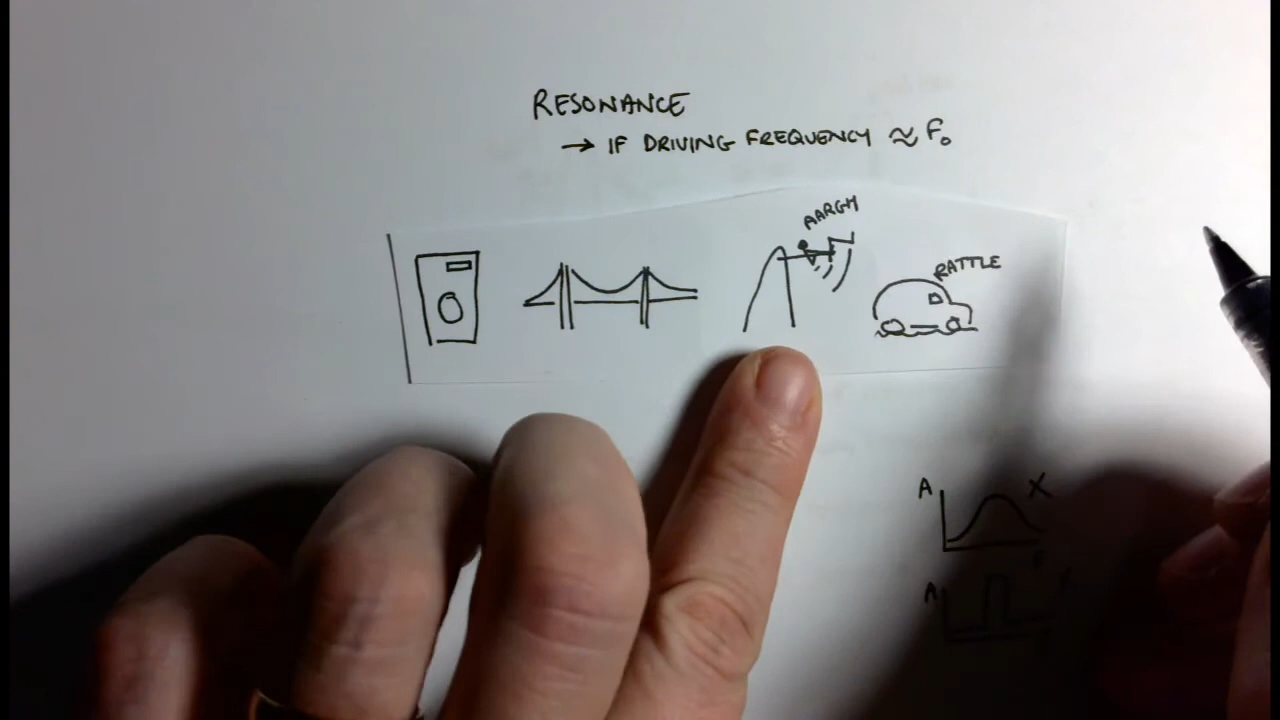 RESONANCE
→ IF DRIVING FREQUENCY ≈ F₀
AARGH
RATTLE
A X
A